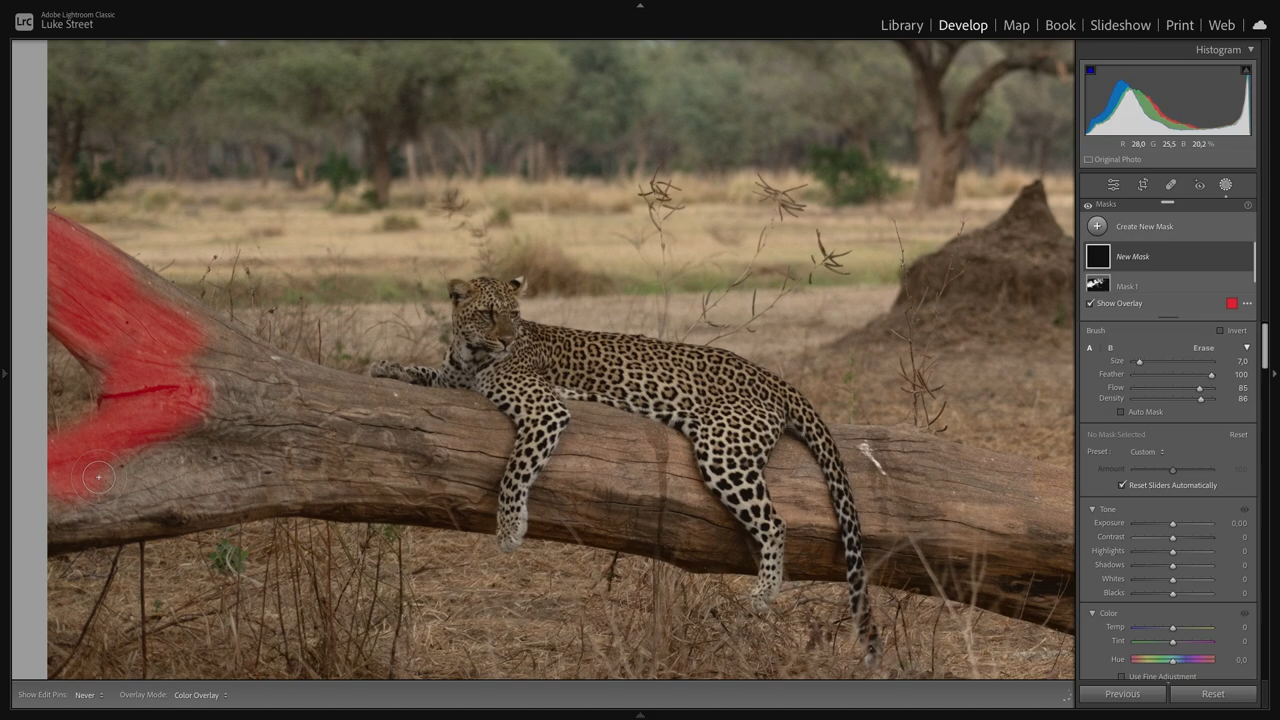 LrC
Adobe Lightroom Classic
Luke Street
Library | Develop | Map | Book | Slideshow | Print | Web
Histogram
R 28,0 G 25,5 B 20,2 %
Original Photo
Masks
Create New Mask
New Mask
Mask 1
Show Overlay
Brush Invert
A B Erase
Size 7,0
Feather 100
Flow 85
Density 86
Auto Mask
No Mask Selected Reset
Preset : Custom
Amount 100
Reset Sliders Automatically
Tone
Exposure 0,00
Contrast 0
Highlights 0
Shadows 0
Whites 0
Blacks 0
Color
Temp 0
Tint 0
Hue 0,0
Use Fine Adjustment
Show Edit Pins: Never Overlay Mode: Color Overlay
Previous Reset